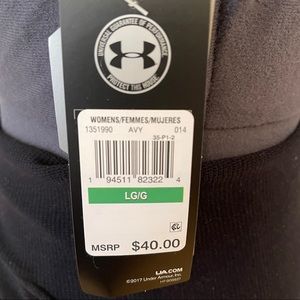 UNIVERSAL GUARANTEE OF PERFORMANCE
PROTECT THIS HOUSE.
WOMENS/FEMMES/MUJERES
1351990 AVY 014
35-P1-2
1 94511 82322 4
LG/G
MSRP $40.00
UA.COM
©2017 Under Armour, Inc.